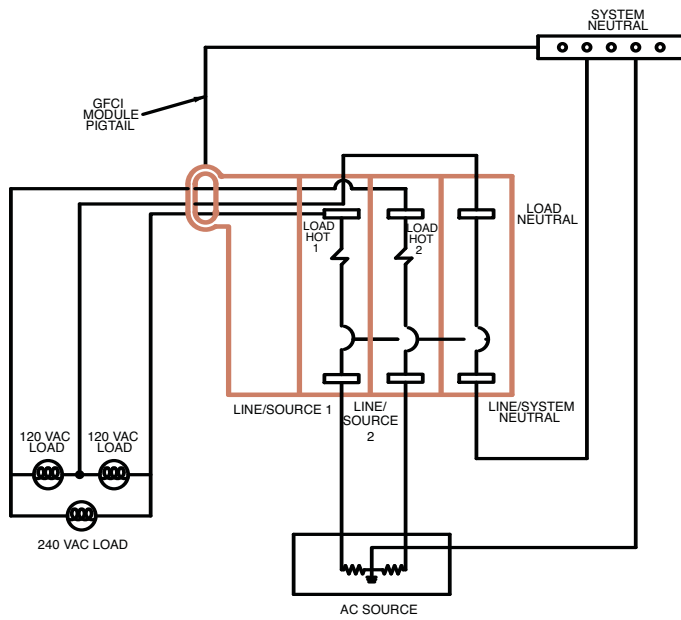 SYSTEM
NEUTRAL
GFCI
MODULE
PIGTAIL
LOAD
HOT
1
LOAD
HOT
2
LOAD
NEUTRAL
LINE/SOURCE 1
LINE/
SOURCE
2
LINE/SYSTEM
NEUTRAL
120 VAC
LOAD
120 VAC
LOAD
240 VAC LOAD
AC SOURCE